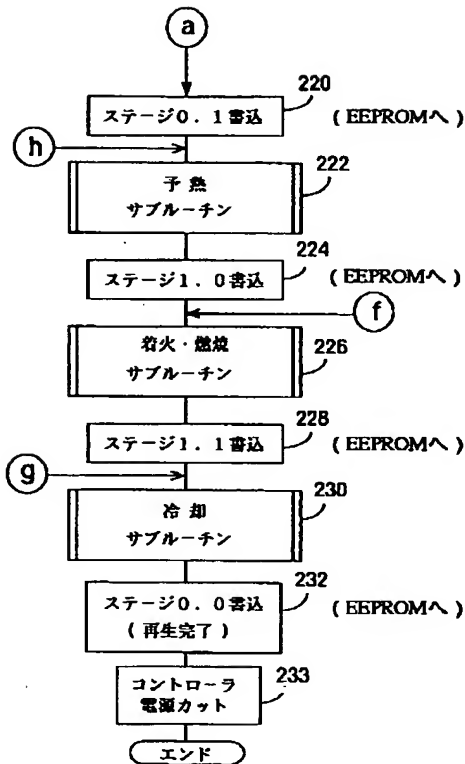 a
220
ステージ0.1書込 (EEPROMへ)
h
222
予熱
サブルーチン
224
ステージ1.0書込 (EEPROMへ)
f
226
着火・燃焼
サブルーチン
228
ステージ1.1書込 (EEPROMへ)
g
230
冷却
サブルーチン
232
ステージ0.0書込 (EEPROMへ)
(再生完了)
233
コントローラ
電源カット
エンド